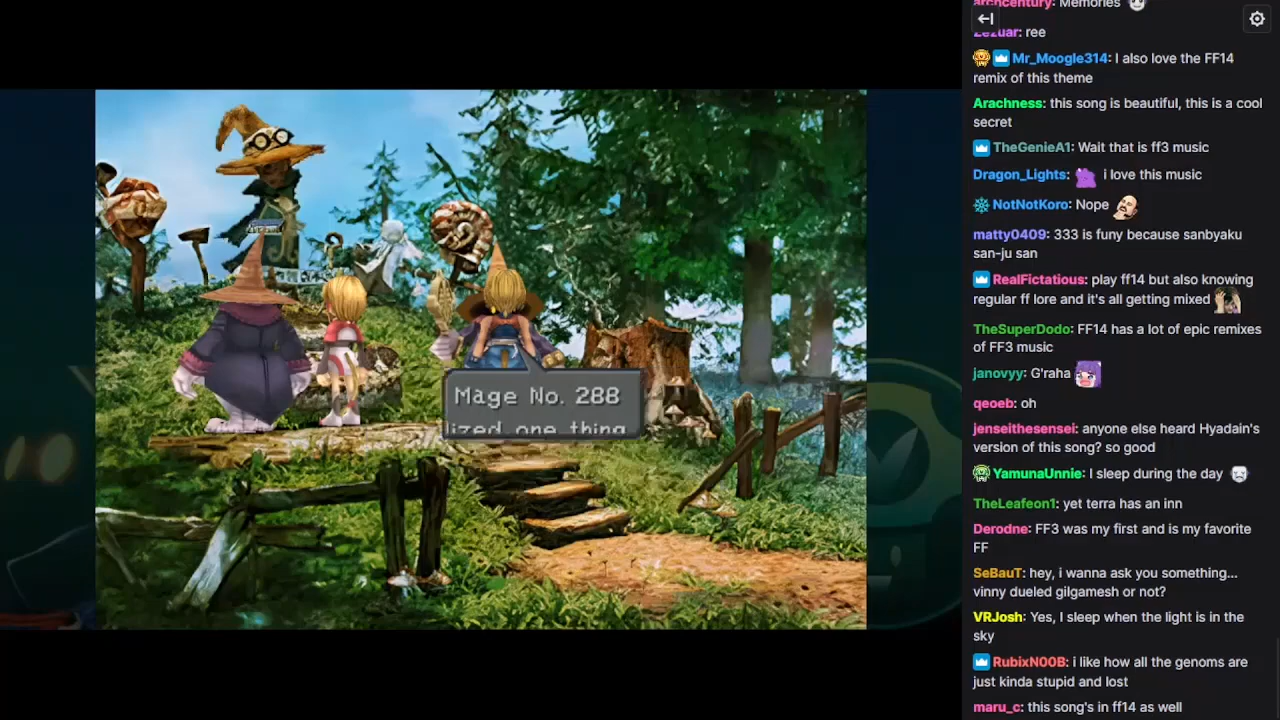 Mage No. 288
lized one thing
archcentury: Memories
Zezuar: ree
Mr_Moogle314: I also love the FF14
remix of this theme
Arachness: this song is beautiful, this is a cool
secret
TheGenieA1: Wait that is ff3 music
Dragon_Lights: i love this music
NotNotKoro: Nope
matty0409: 333 is funy because sanbyaku
san-ju san
RealFictatious: play ff14 but also knowing
regular ff lore and it's all getting mixed
TheSuperDodo: FF14 has a lot of epic remixes
of FF3 music
janovyy: G'raha
qeoeb: oh
jenseithesensei: anyone else heard Hyadain's
version of this song? so good
YamunaUnnie: I sleep during the day
TheLeafeon1: yet terra has an inn
Derodne: FF3 was my first and is my favorite
FF
SeBauT: hey, i wanna ask you something...
vinny dueled gilgamesh or not?
VRJosh: Yes, I sleep when the light is in the
sky
RubixN00B: i like how all the genoms are
just kinda stupid and lost
maru_c: this song's in ff14 as well